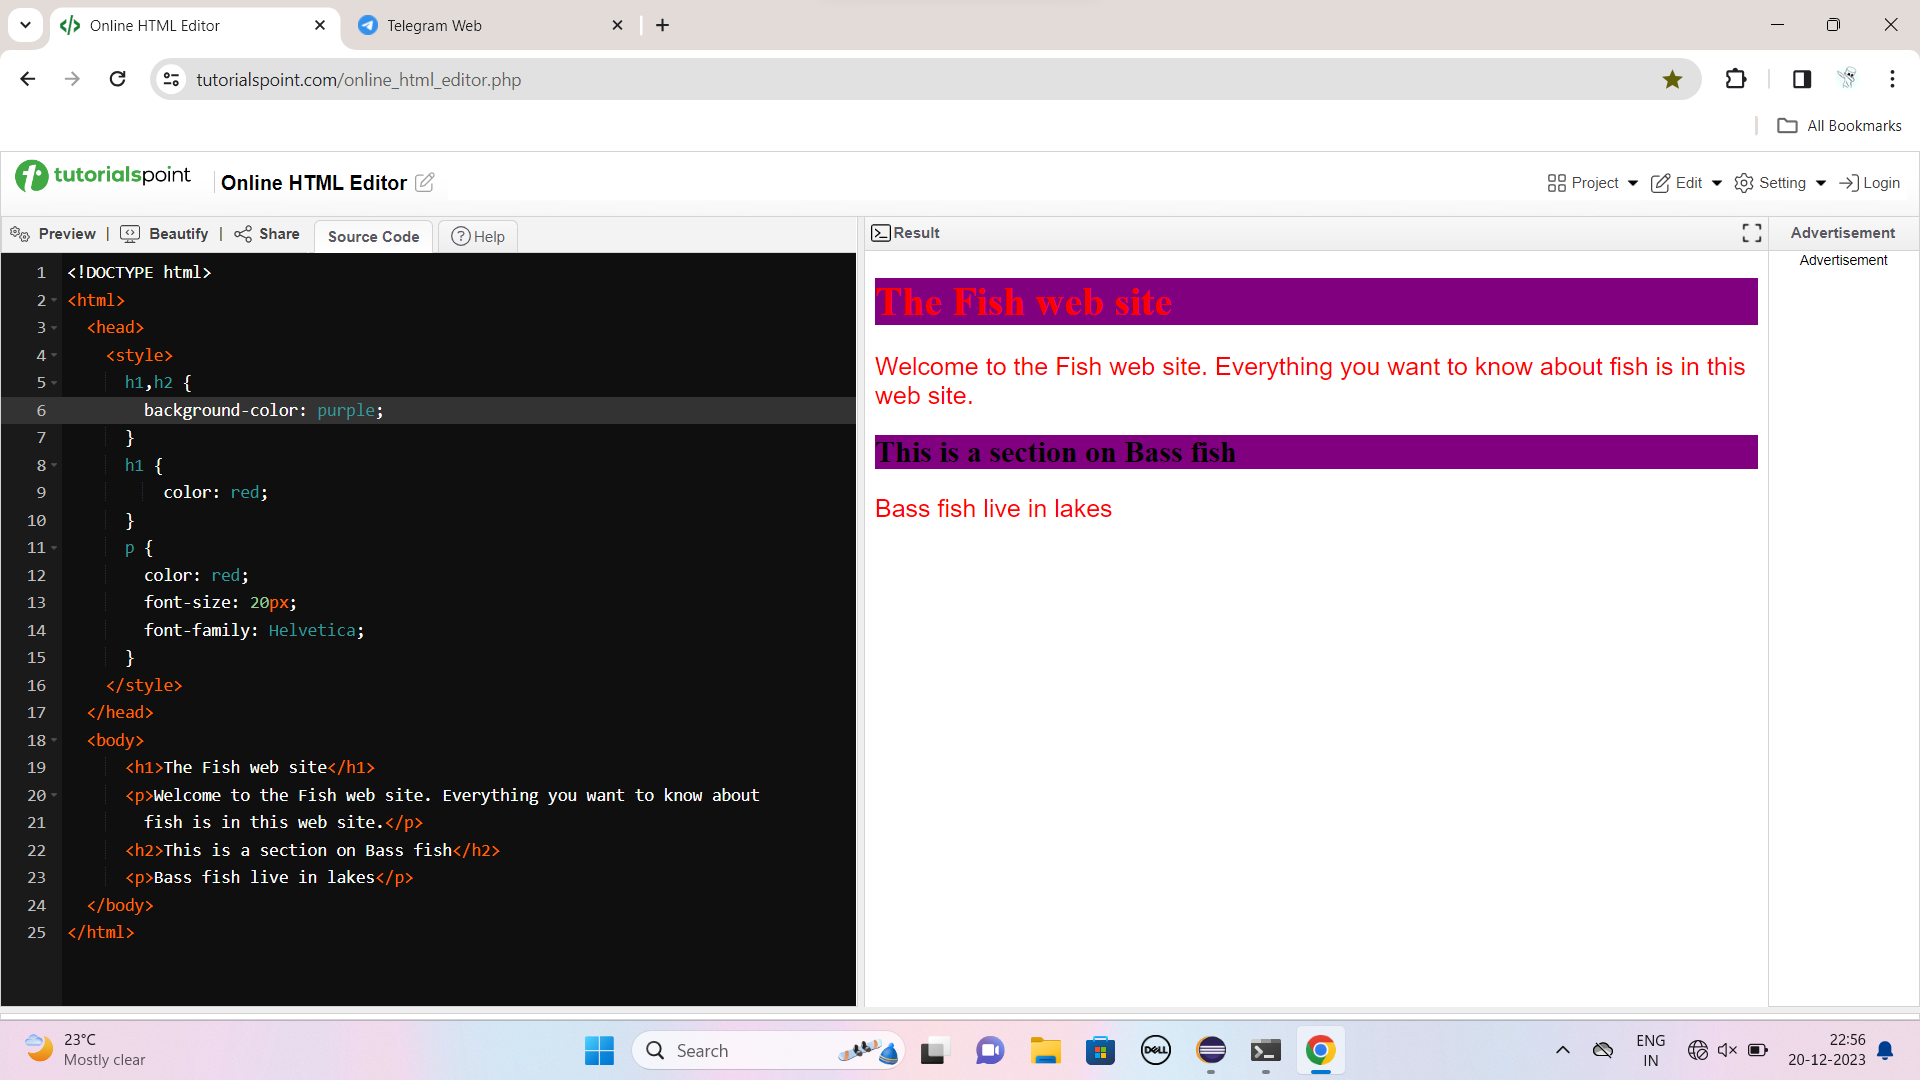 Online HTML Editor
Telegram Web
tutorialspoint.com/online_html_editor.php
All Bookmarks
tutorialspoint
Online HTML Editor
Project
Edit
Setting
Login
Preview | Beautify | Share
Source Code
Help
Result
Advertisement
Advertisement
1 <!DOCTYPE html>
2 <html>
3 <head>
4 <style>
5 h1,h2 {
6 background-color: purple;
7 }
8 h1 {
9 color: red;
10 }
11 p {
12 color: red;
13 font-size: 20px;
14 font-family: Helvetica;
15 }
16 </style>
17 </head>
18 <body>
19 <h1>The Fish web site</h1>
20 <p>Welcome to the Fish web site. Everything you want to know about
21 fish is in this web site.</p>
22 <h2>This is a section on Bass fish</h2>
23 <p>Bass fish live in lakes</p>
24 </body>
25 </html>
The Fish web site
Welcome to the Fish web site. Everything you want to know about fish is in this
web site.
This is a section on Bass fish
Bass fish live in lakes
23°C
Mostly clear
Search
DELL
ENG
IN
22:56
20-12-2023